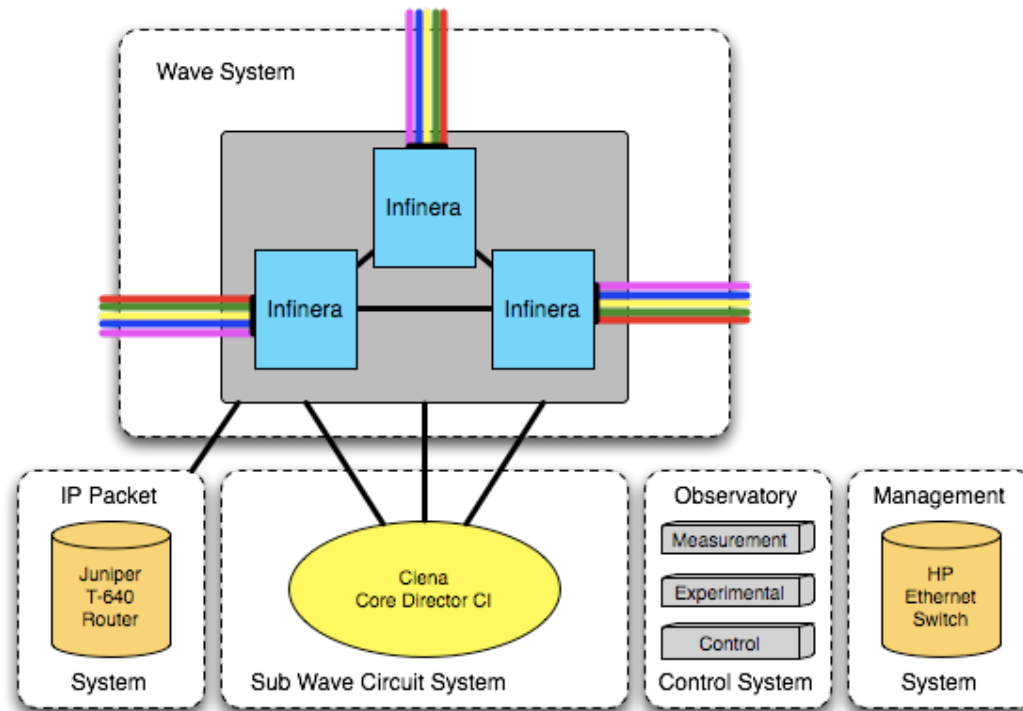 Wave System
Infinera
Infinera
Infinera
IP Packet
Juniper
T-640
Router
System
Ciena
Core Director CI
Sub Wave Circuit System
Observatory
Measurement
Experimental
Control
Control System
Management
HP
Ethernet
Switch
System